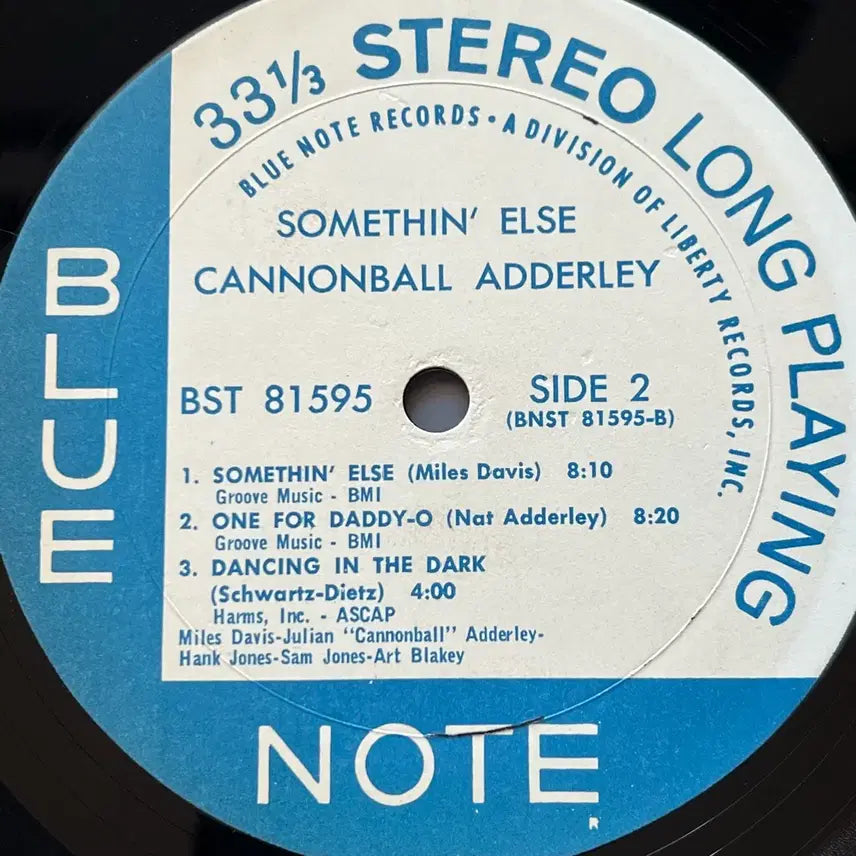 33⅓ STEREO LONG PLAYING
BLUE NOTE RECORDS • A DIVISION OF LIBERTY RECORDS, INC.
SOMETHIN' ELSE
CANNONBALL ADDERLEY
BST 81595
SIDE 2
(BNST 81595-B)
1. SOMETHIN' ELSE (Miles Davis) 8:10
Groove Music - BMI
2. ONE FOR DADDY-O (Nat Adderley) 8:20
Groove Music - BMI
3. DANCING IN THE DARK
(Schwartz-Dietz) 4:00
Harms, Inc. - ASCAP
Miles Davis-Julian "Cannonball" Adderley-
Hank Jones-Sam Jones-Art Blakey
BLUE
NOTE
R